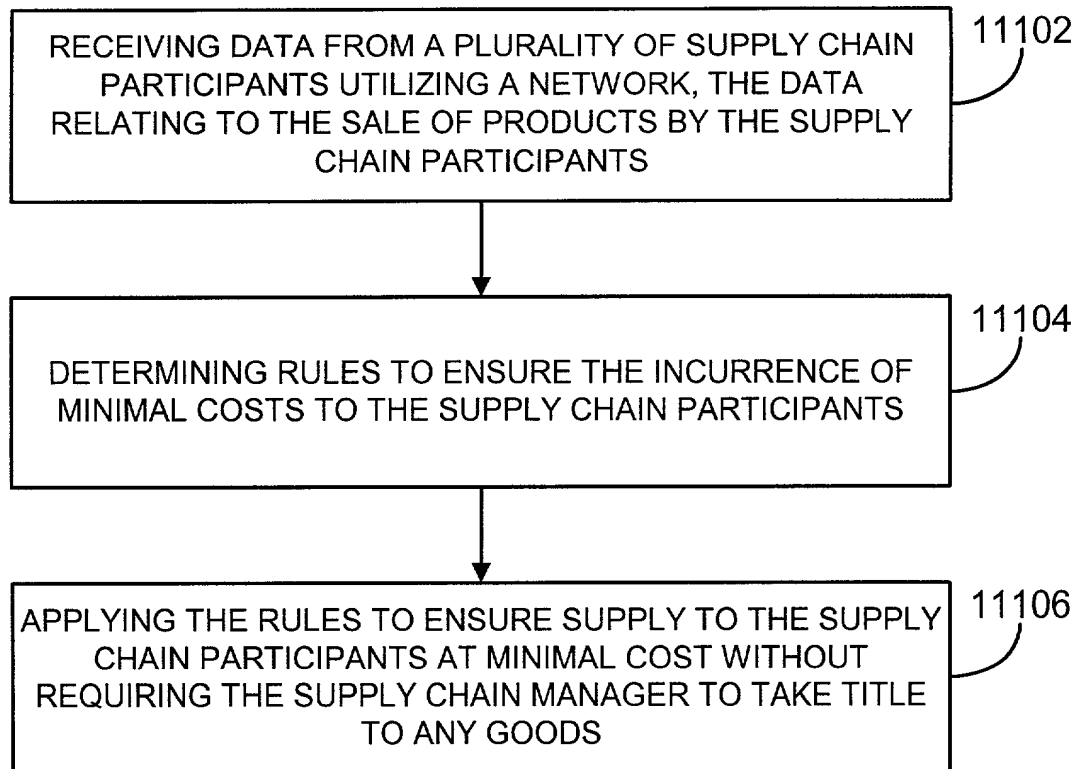 RECEIVING DATA FROM A PLURALITY OF SUPPLY CHAIN
PARTICIPANTS UTILIZING A NETWORK, THE DATA
RELATING TO THE SALE OF PRODUCTS BY THE SUPPLY
CHAIN PARTICIPANTS
11102
DETERMINING RULES TO ENSURE THE INCURRENCE OF
MINIMAL COSTS TO THE SUPPLY CHAIN PARTICIPANTS
11104
APPLYING THE RULES TO ENSURE SUPPLY TO THE SUPPLY
CHAIN PARTICIPANTS AT MINIMAL COST WITHOUT
REQUIRING THE SUPPLY CHAIN MANAGER TO TAKE TITLE
TO ANY GOODS
11106